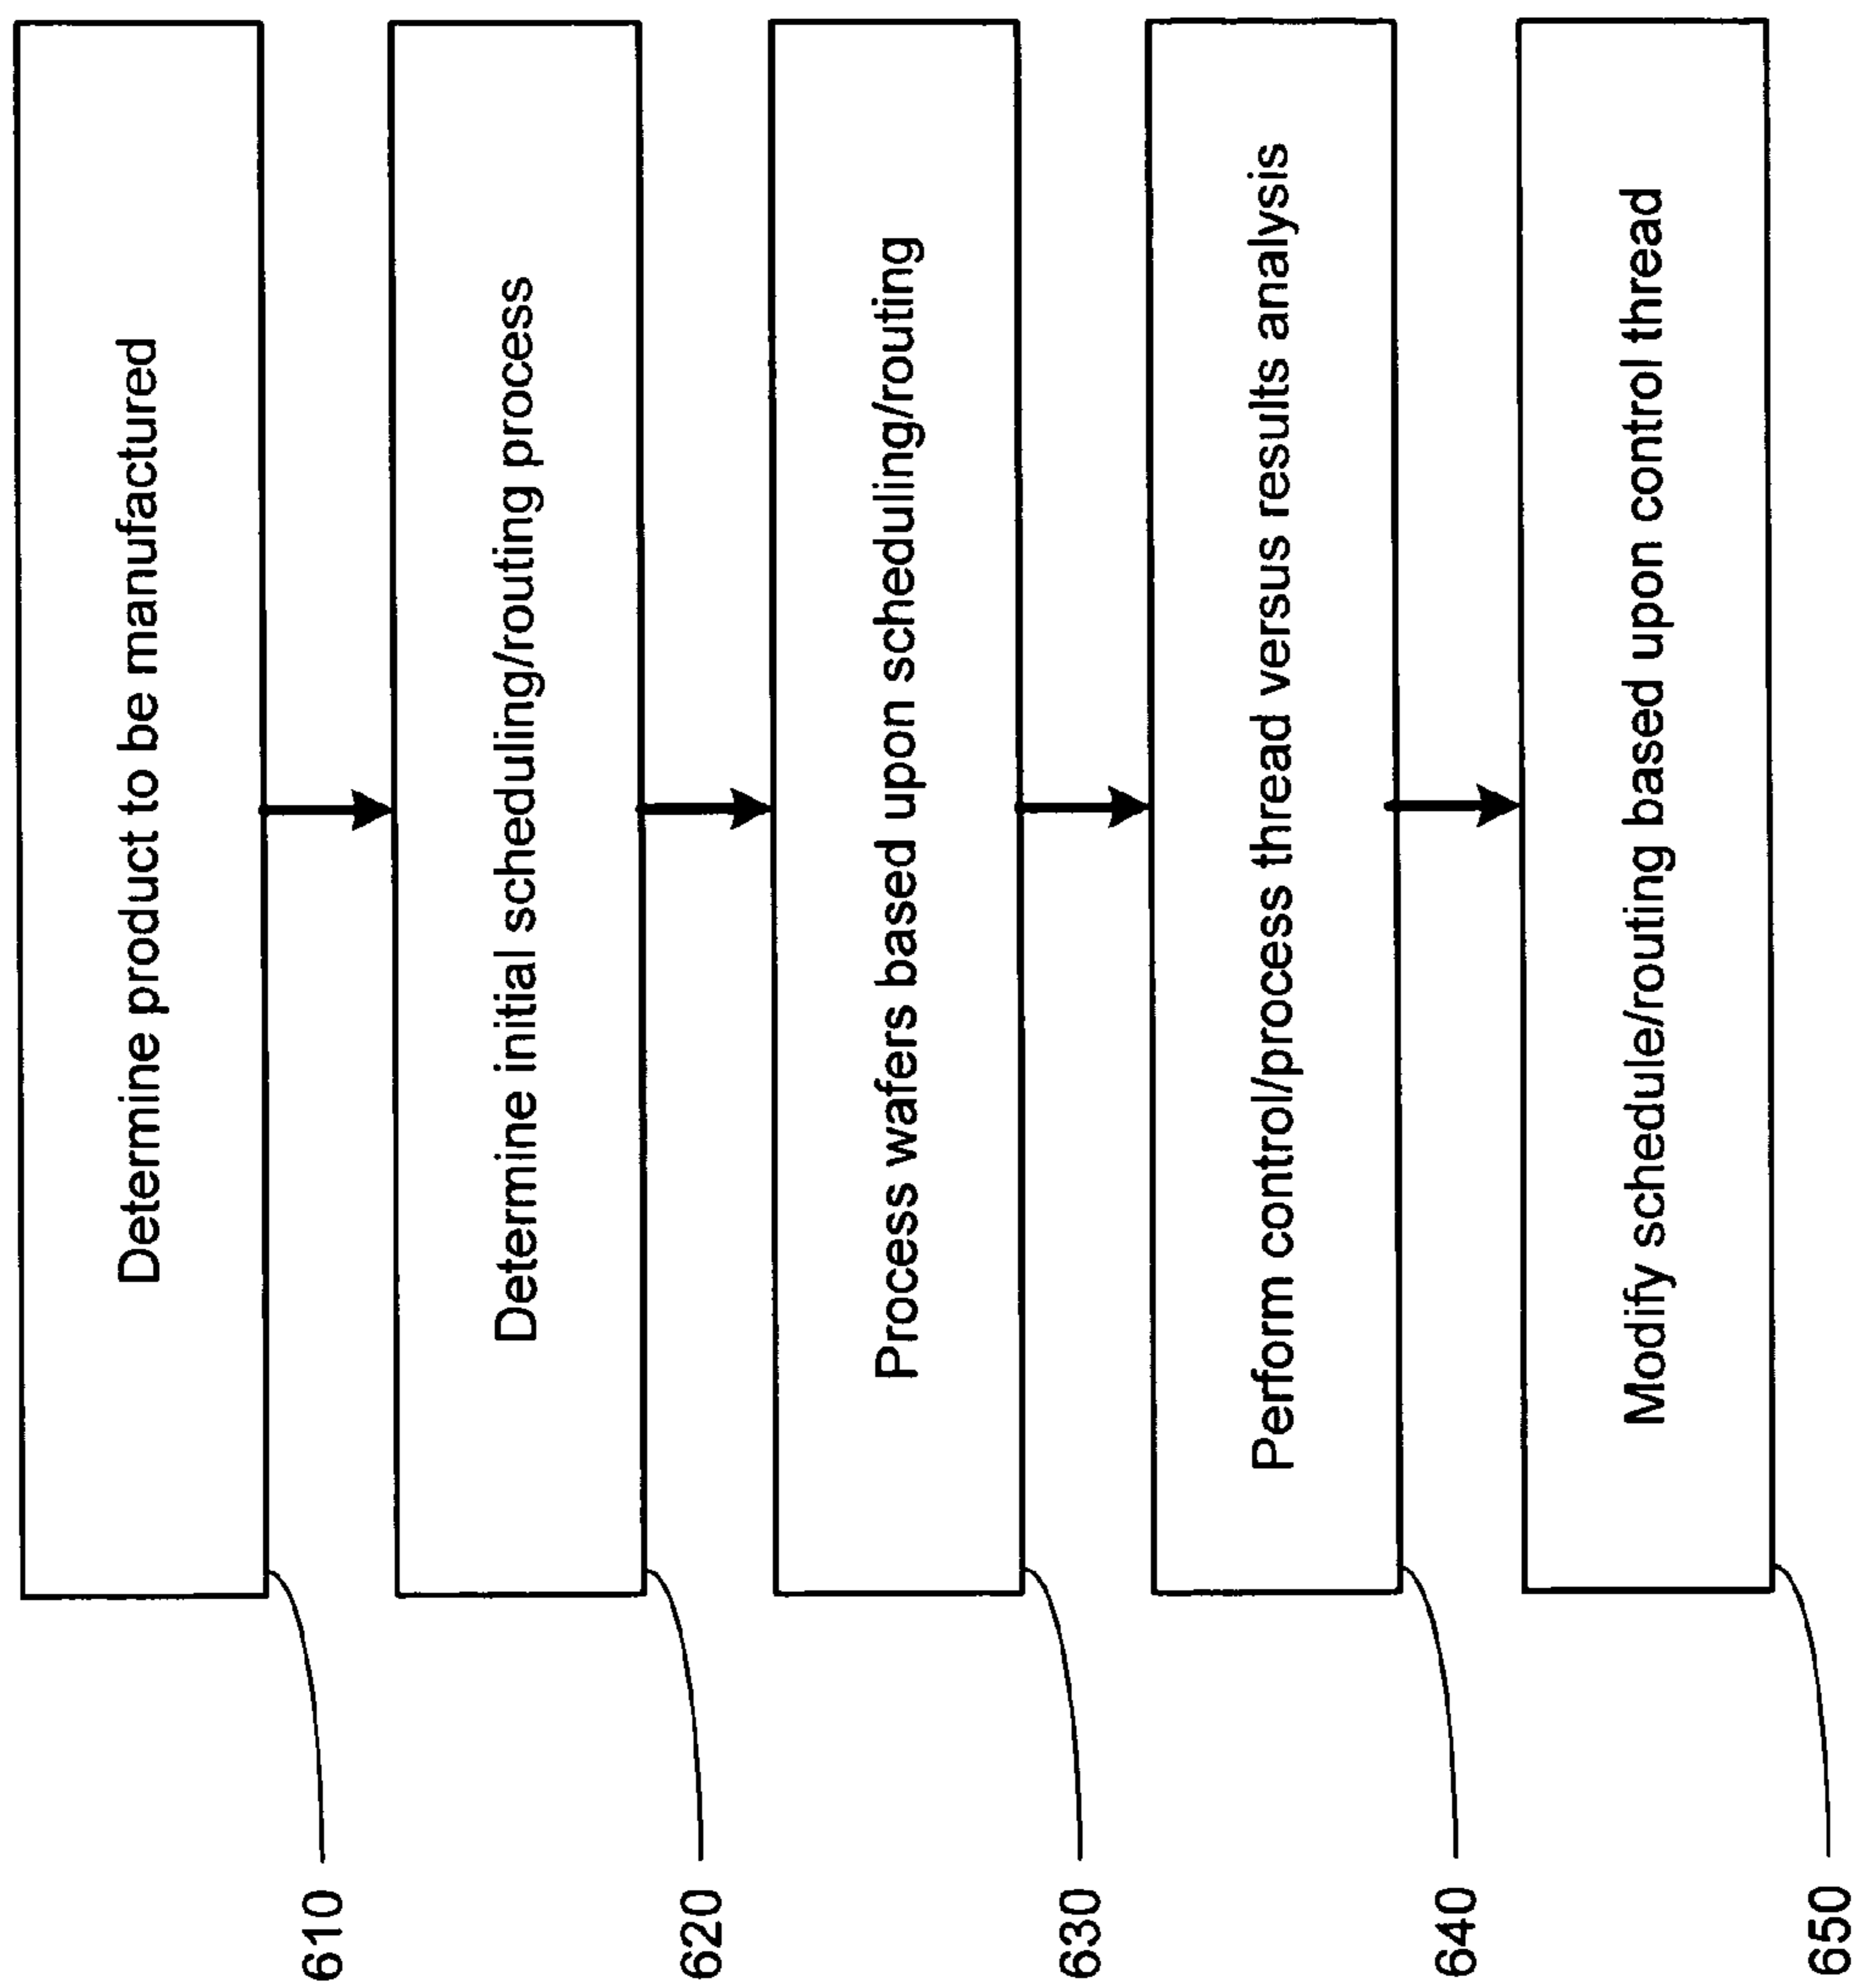 Determine product to be manufactured
610
Determine initial scheduling/routing process
620
Process wafers based upon scheduling/routing
630
Perform control/process thread versus results analysis
640
Modify schedule/routing based upon control thread
650